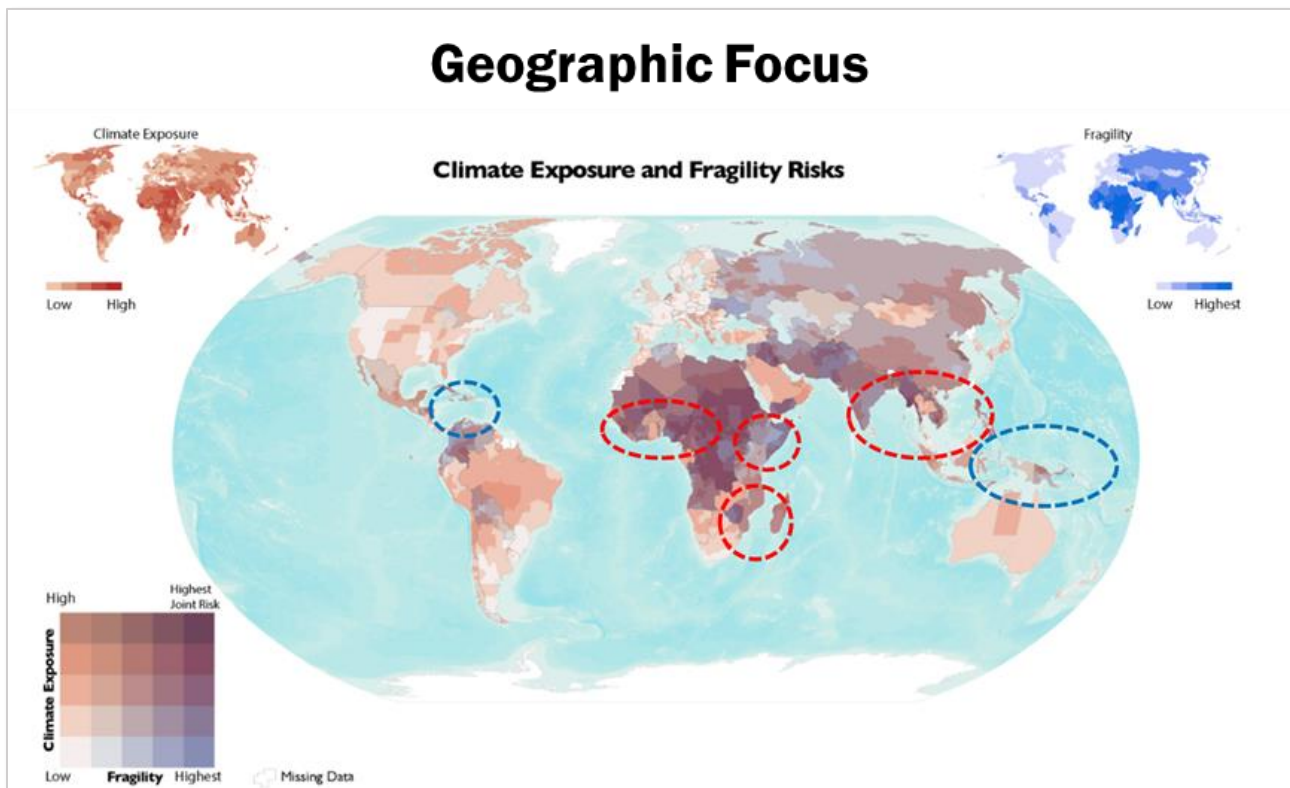 Geographic Focus
Climate Exposure
Fragility
Climate Exposure and Fragility Risks
Low High
Low Highest
High
Highest
Joint Risk
Climate Exposure
Low Fragility Highest
Missing Data